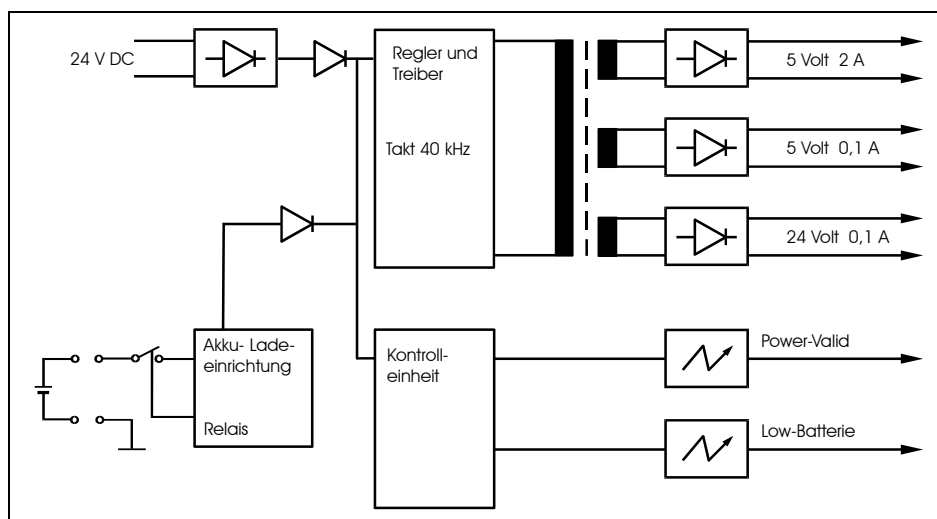 24 V DC
Regler und
Treiber
Takt 40 kHz
5 Volt 2 A
5 Volt 0,1 A
24 Volt 0,1 A
Akku- Lade-
einrichtung
Relais
Kontroll-
einheit
Power-Valid
Low-Batterie